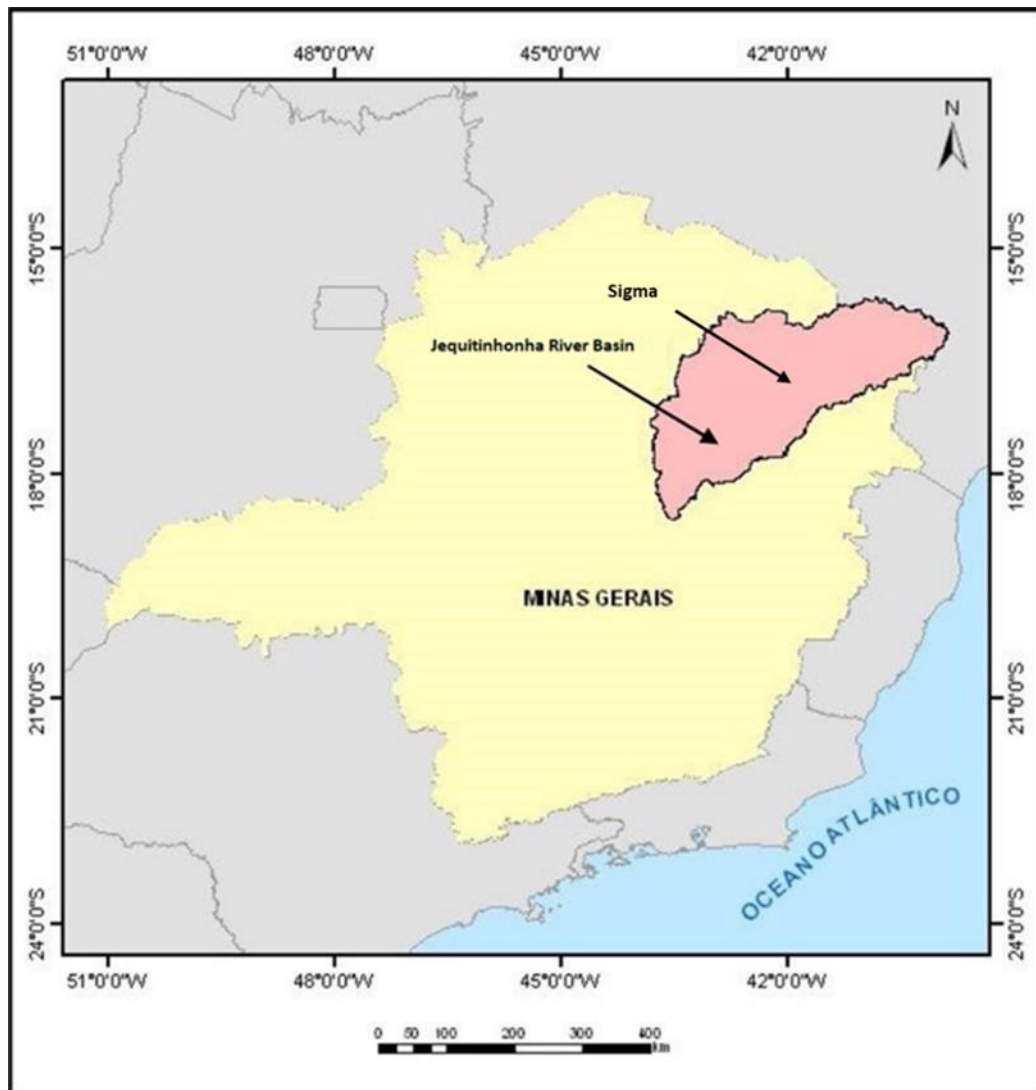 51°0'0"W 48°0'0"W 45°0'0"W 42°0'0"W
N
15°0'0"S 15°0'0"S
Sigma
Jequitinhonha River Basin
18°0'0"S 18°0'0"S
MINAS GERAIS
21°0'0"S 21°0'0"S
OCEANO ATLÂNTICO
24°0'0"S 24°0'0"S
51°0'0"W 48°0'0"W 45°0'0"W 42°0'0"W
0 50 100 200 300 400
km